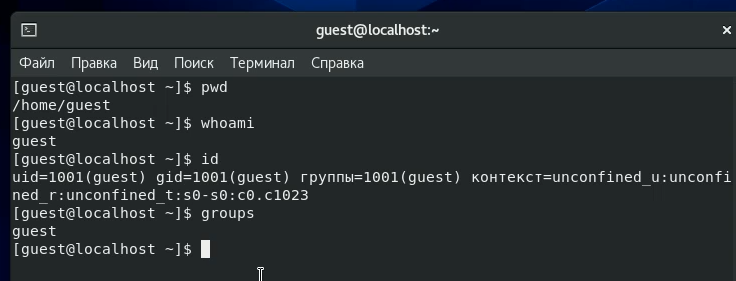 guest@localhost:~
Файл Правка Вид Поиск Терминал Справка
[guest@localhost ~]$ pwd
/home/guest
[guest@localhost ~]$ whoami
guest
[guest@localhost ~]$ id
uid=1001(guest) gid=1001(guest) группы=1001(guest) контекст=unconfined_u:unconfi
ned_r:unconfined_t:s0-s0:c0.c1023
[guest@localhost ~]$ groups
guest
[guest@localhost ~]$